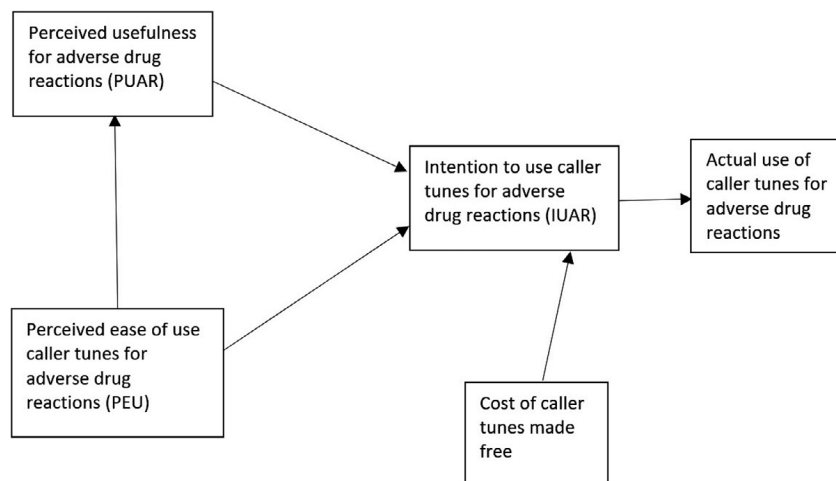 Perceived usefulness
for adverse drug
reactions (PUAR)
Intention to use caller
tunes for adverse
drug reactions (IUAR)
Actual use of
caller tunes for
adverse drug
reactions
Perceived ease of use
caller tunes for
adverse drug
reactions (PEU)
Cost of caller
tunes made
free